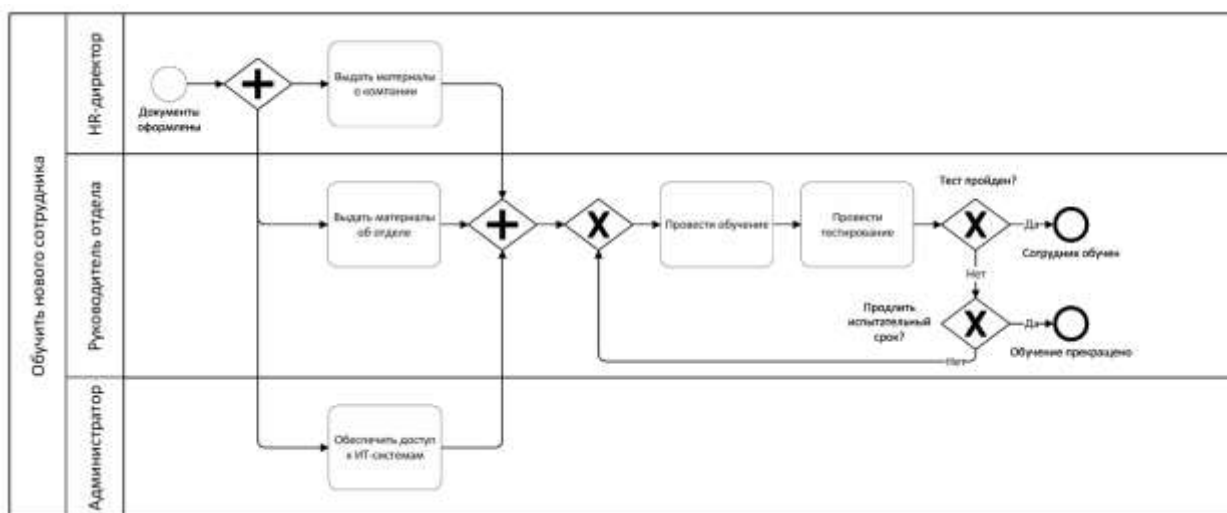 Обучить нового сотрудника
HR-директор
Документы
оформлены
Выдать материалы
о компании
Руководитель отдела
Выдать материалы
об отделе
Провести обучение
Провести
тестирование
Тест пройден?
Да
Сотрудник обучен
Нет
Продлить
испытательный
срок?
Да
Обучение прекращено
Нет
Администратор
Обеспечить доступ
к ИТ-системам